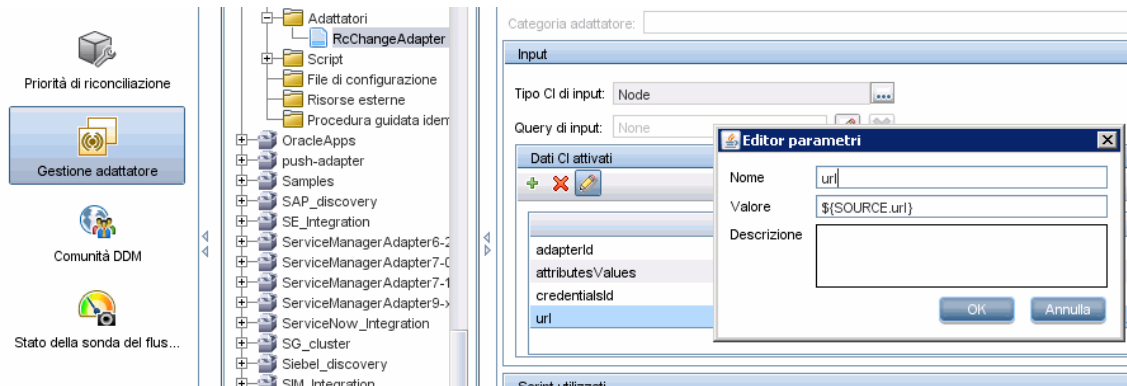 Priorità di riconciliazione
Gestione adattatore
Comunità DDM
Stato della sonda del flus...
Adattatori
RcChangeAdapter
Script
File di configurazione
Risorse esterne
Procedura guidata iden
OracleApps
push-adapter
Samples
SAP_discovery
SE_Integration
ServiceManagerAdapter6-2
ServiceManagerAdapter7-0
ServiceManagerAdapter7-1
ServiceManagerAdapter9-x
ServiceNow_Integration
SG_cluster
Siebel_discovery
SIM_Integration
Categoria adattatore:
Input
Tipo CI di input: Node ...
Query di input: None
Dati CI attivati
adapterId
attributesValues
credentialsId
url
Script utilizzati
Editor parametri
Nome url
Valore ${SOURCE.url}
Descrizione
OK Annulla